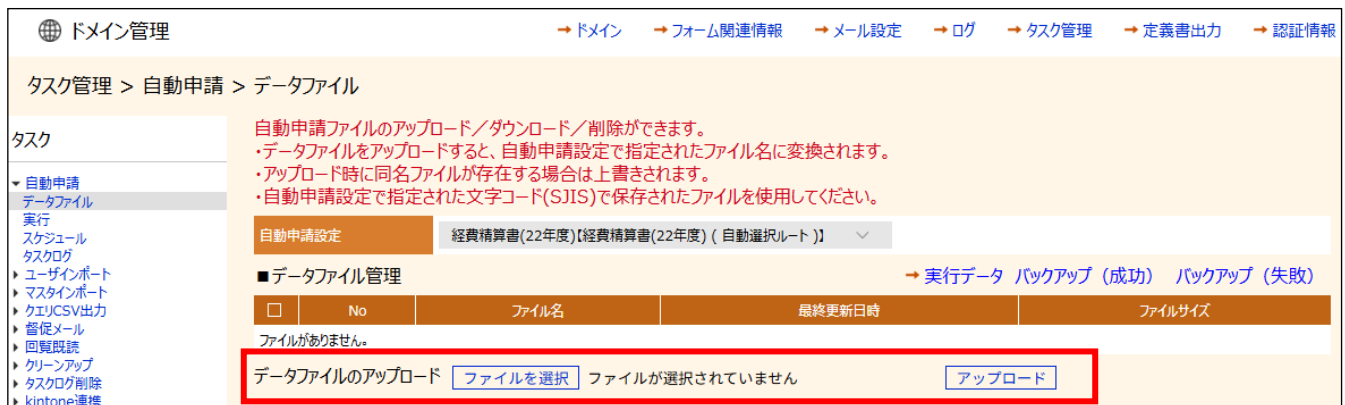 ドメイン管理
→ドメイン →フォーム関連情報 →メール設定 →ログ →タスク管理 →定義書出力 →認証情報
タスク管理 > 自動申請 > データファイル
タスク
▼自動申請
データファイル
実行
スケジュール
タスクログ
▶ユーザインポート
▶マスタインポート
▶クエリCSV出力
▶督促メール
▶回覧既読
▶クリーンアップ
▶タスクログ削除
▶kintone連携
自動申請ファイルのアップロード／ダウンロード／削除ができます。
・データファイルをアップロードすると、自動申請設定で指定されたファイル名に変換されます。
・アップロード時に同名ファイルが存在する場合は上書きされます。
・自動申請設定で指定された文字コード(SJIS)で保存されたファイルを使用してください。
自動申請設定 経費精算書(22年度)【経費精算書(22年度) ( 自動選択ルート )】
■データファイル管理 →実行データ バックアップ（成功） バックアップ（失敗）
No ファイル名 最終更新日時 ファイルサイズ
ファイルがありません。
データファイルのアップロード ファイルを選択 ファイルが選択されていません アップロード